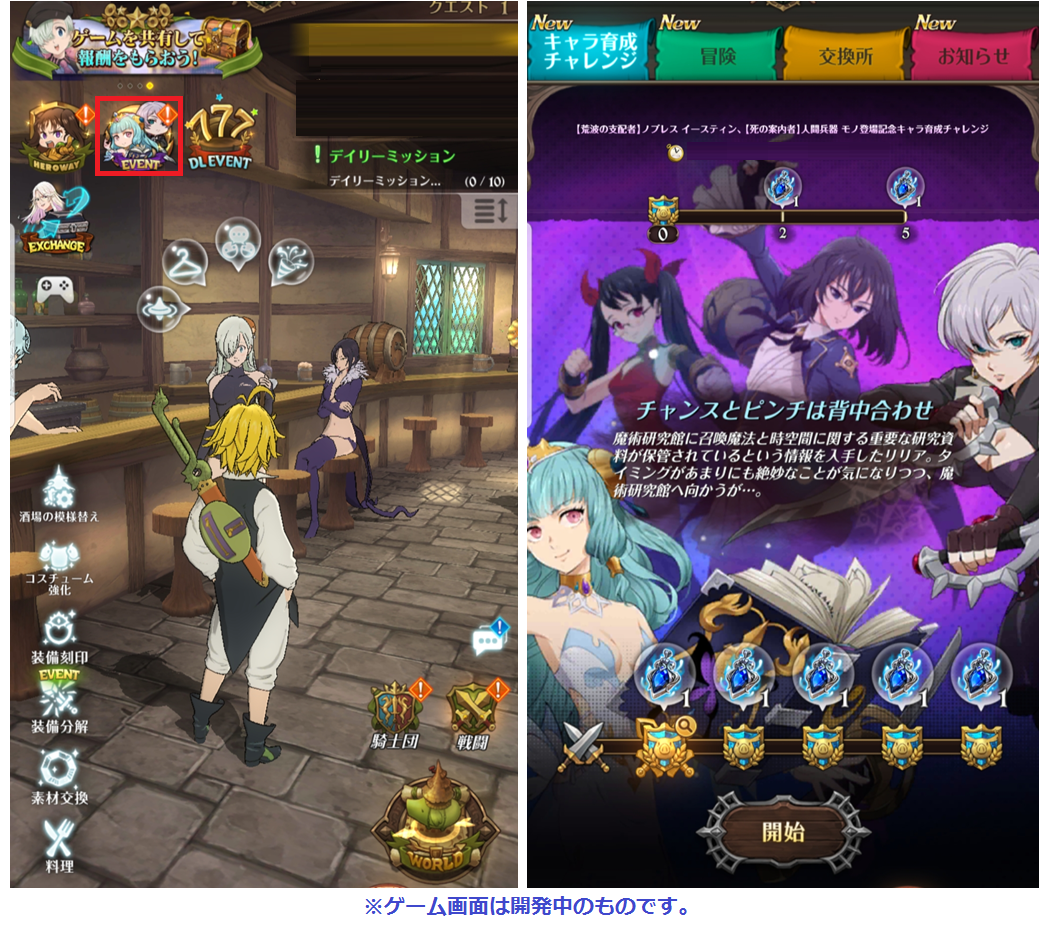 クエスト 1
ゲームを共有して
報酬をもらおう!
HERO WAY
EVENT
777
DL EVENT
EXCHANGE
! デイリーミッション
デイリーミッション... (0 / 10)
酒場の模様替え
コスチューム
強化
装備刻印
EVENT
装備分解
素材交換
料理
騎士団
戦闘
WORLD
New
キャラ育成
チャレンジ
New
冒険
交換所
New
お知らせ
【荒波の支配者】ノブレス イースティン、【死の案内者】人間兵器 モノ登場記念キャラ育成チャレンジ
1
1
0
2
5
チャンスとピンチは背中合わせ
魔術研究館に召喚魔法と時空間に関する重要な研究資
料が保管されているという情報を入手したリリア。タ
イミングがあまりにも絶妙なことが気になりつつ、魔
術研究館へ向かうが…。
1
1
1
1
1
開始
※ゲーム画面は開発中のものです。